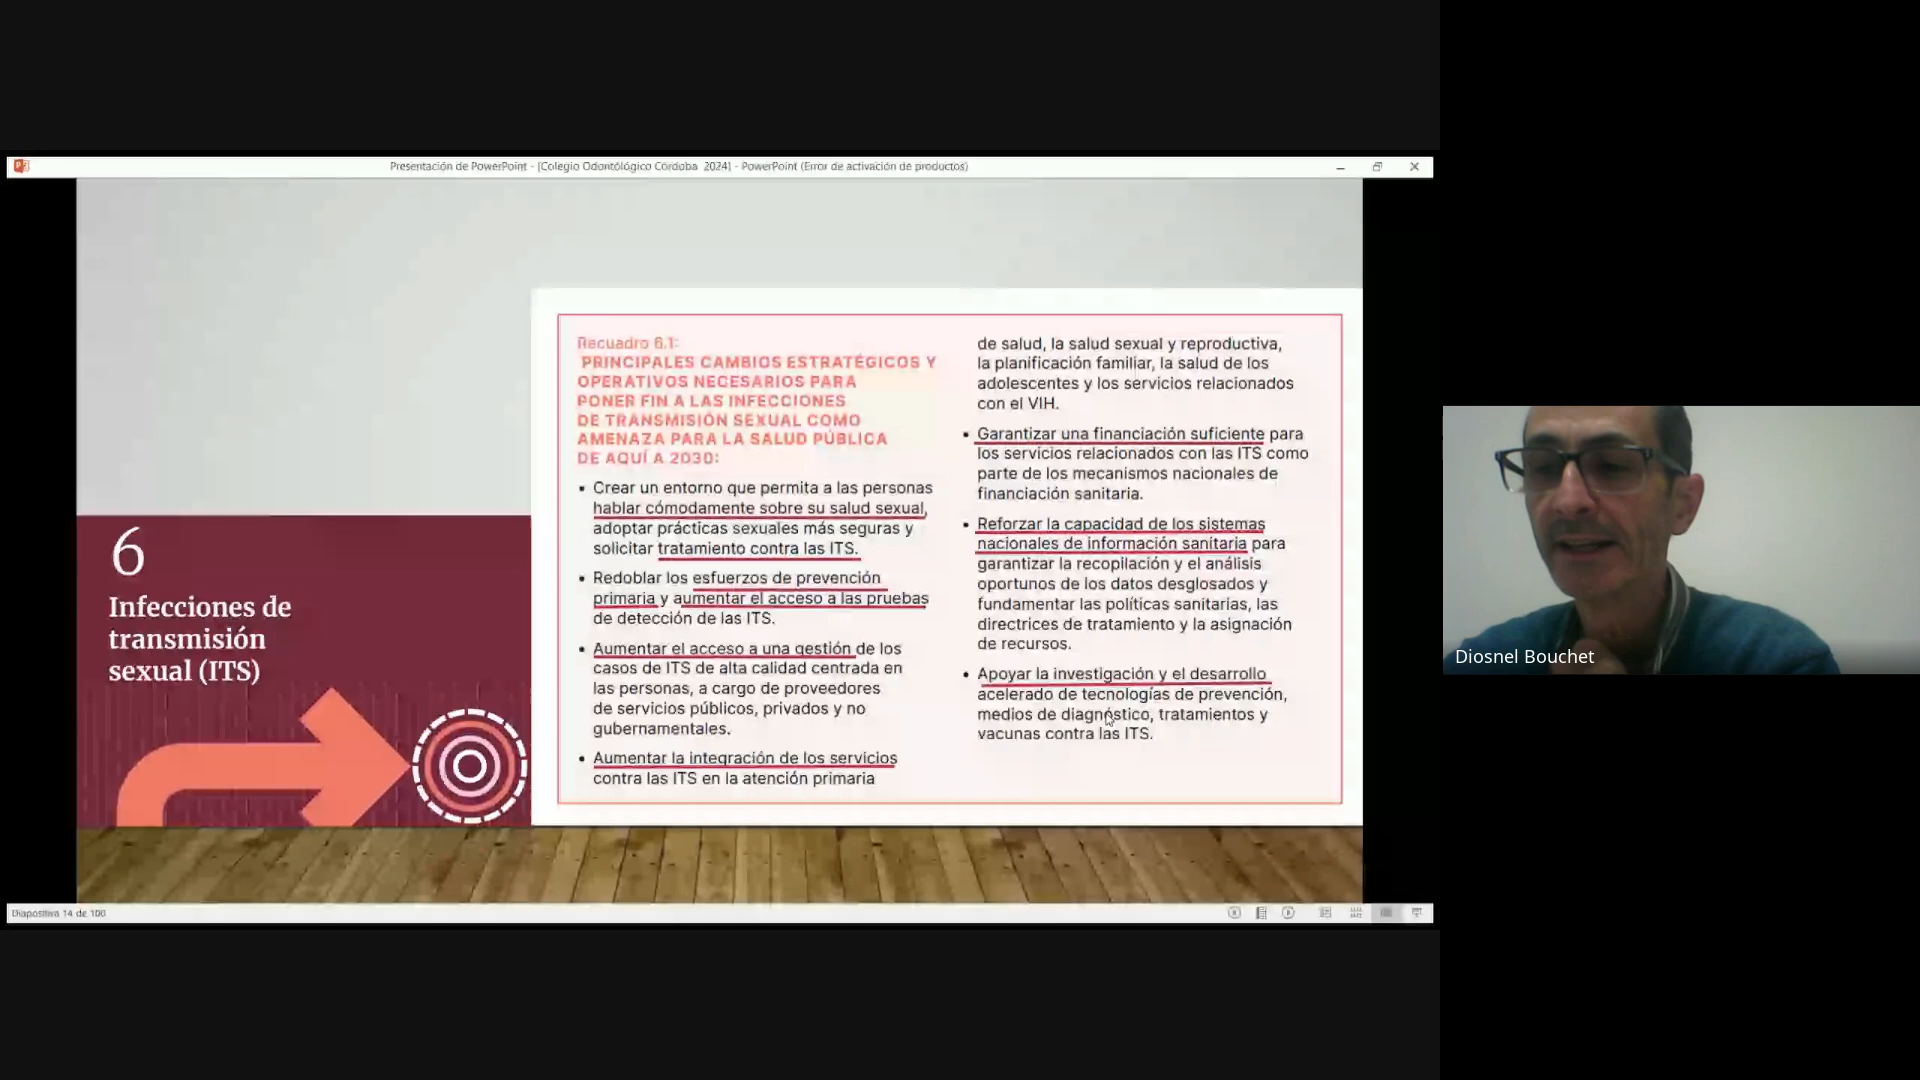 Presentación de PowerPoint - [Colegio Odontólógico Córdoba 2024] - PowerPoint (Error de activación de productos)
6
Infecciones de
transmisión
sexual (ITS)
Recuadro 6.1:
PRINCIPALES CAMBIOS ESTRATÉGICOS Y
OPERATIVOS NECESARIOS PARA
PONER FIN A LAS INFECCIONES
DE TRANSMISIÓN SEXUAL COMO
AMENAZA PARA LA SALUD PÚBLICA
DE AQUÍ A 2030:
• Crear un entorno que permita a las personas
hablar cómodamente sobre su salud sexual,
adoptar prácticas sexuales más seguras y
solicitar tratamiento contra las ITS.
• Redoblar los esfuerzos de prevención
primaria y aumentar el acceso a las pruebas
de detección de las ITS.
• Aumentar el acceso a una gestión de los
casos de ITS de alta calidad centrada en
las personas, a cargo de proveedores
de servicios públicos, privados y no
gubernamentales.
• Aumentar la integración de los servicios
contra las ITS en la atención primaria
de salud, la salud sexual y reproductiva,
la planificación familiar, la salud de los
adolescentes y los servicios relacionados
con el VIH.
• Garantizar una financiación suficiente para
los servicios relacionados con las ITS como
parte de los mecanismos nacionales de
financiación sanitaria.
• Reforzar la capacidad de los sistemas
nacionales de información sanitaria para
garantizar la recopilación y el análisis
oportunos de los datos desglosados y
fundamentar las políticas sanitarias, las
directrices de tratamiento y la asignación
de recursos.
• Apoyar la investigación y el desarrollo
acelerado de tecnologías de prevención,
medios de diagnóstico, tratamientos y
vacunas contra las ITS.
Diapositiva 14 de 100
Diosnel Bouchet